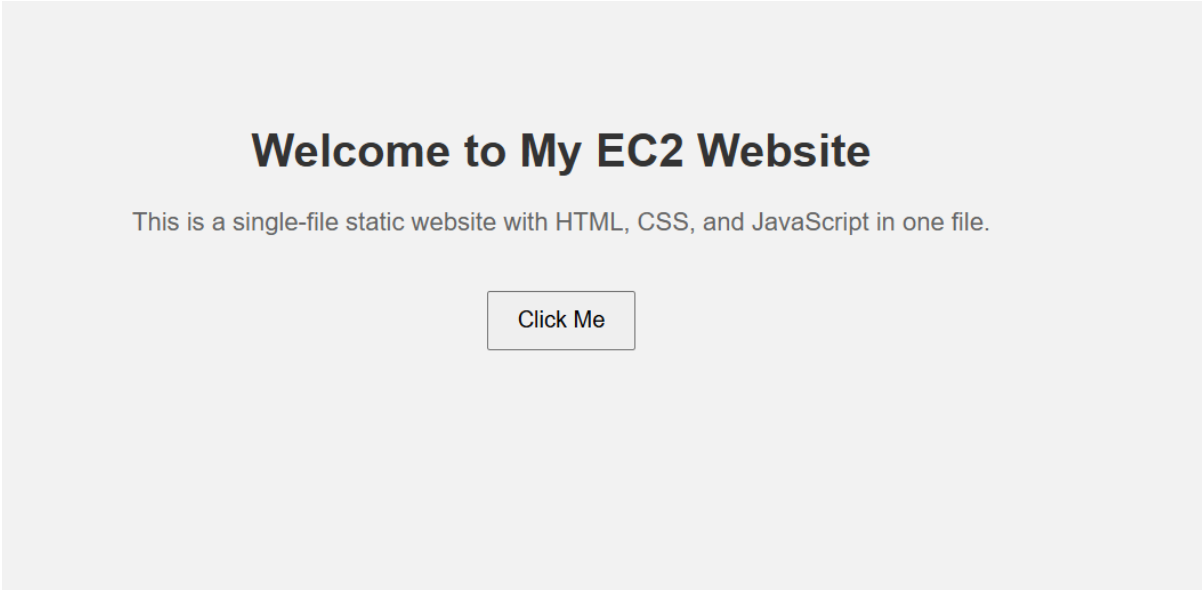 Welcome to My EC2 Website
This is a single-file static website with HTML, CSS, and JavaScript in one file.
Click Me